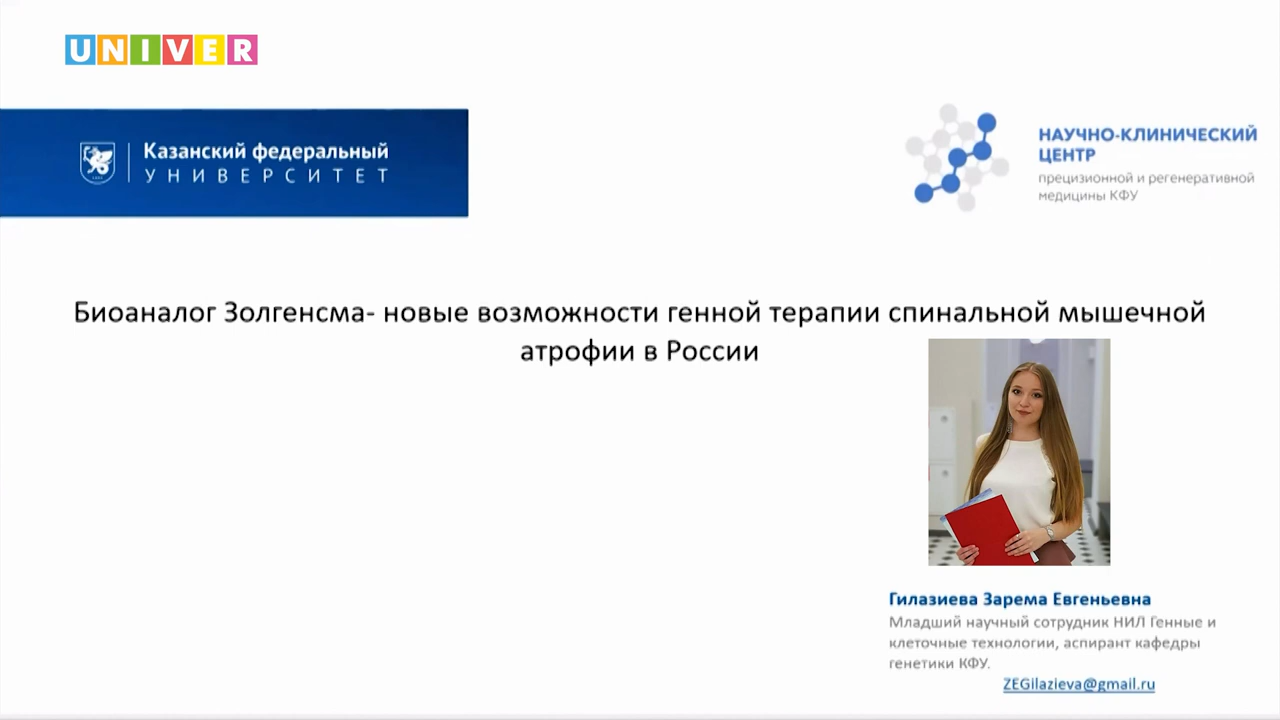 UNIVER
Казанский федеральный
УНИВЕРСИТЕТ
НАУЧНО-КЛИНИЧЕСКИЙ
ЦЕНТР
прецизионной и регенеративной
медицины КФУ
Биоаналог Золгенсма- новые возможности генной терапии спинальной мышечной
атрофии в России
Гилазиева Зарема Евгеньевна
Младший научный сотрудник НИЛ Генные и
клеточные технологии, аспирант кафедры
генетики КФУ.
ZEGilazieva@gmail.ru